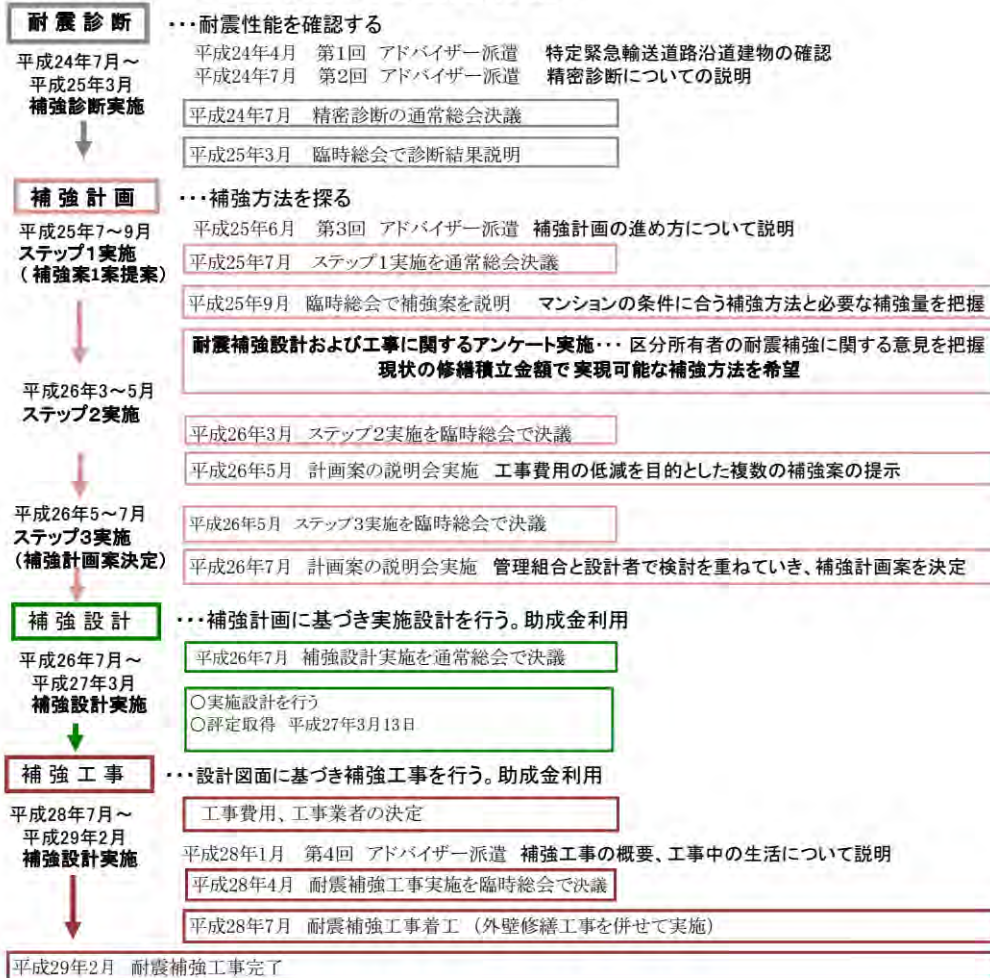 耐震診断 ・・・耐震性能を確認する
平成24年7月～
平成25年3月
補強診断実施
平成24年4月 第1回 アドバイザー派遣 特定緊急輸送道路沿道建物の確認
平成24年7月 第2回 アドバイザー派遣 精密診断についての説明
平成24年7月 精密診断の通常総会決議
平成25年3月 臨時総会で診断結果説明
補強計画 ・・・補強方法を探る
平成25年7～9月
ステップ1実施
(補強案1案提案)
平成25年6月 第3回 アドバイザー派遣 補強計画の進め方について説明
平成25年7月 ステップ1実施を通常総会決議
平成25年9月 臨時総会で補強案を説明 マンションの条件に合う補強方法と必要な補強量を把握
耐震補強設計および工事に関するアンケート実施・・・ 区分所有者の耐震補強に関する意見を把握
現状の修繕積立金額で実現可能な補強方法を希望
平成26年3～5月
ステップ2実施
平成26年3月 ステップ2実施を臨時総会で決議
平成26年5月 計画案の説明会実施 工事費用の低減を目的とした複数の補強案の提示
平成26年5～7月
ステップ3実施
(補強計画案決定)
平成26年5月 ステップ3実施を臨時総会で決議
平成26年7月 計画案の説明会実施 管理組合と設計者で検討を重ねていき、補強計画案を決定
補強設計 ・・・補強計画に基づき実施設計を行う。助成金利用
平成26年7月～
平成27年3月
補強設計実施
平成26年7月 補強設計実施を通常総会で決議
○実施設計を行う
○評定取得 平成27年3月13日
補強工事 ・・・設計図面に基づき補強工事を行う。助成金利用
平成28年7月～
平成29年2月
補強設計実施
工事費用、工事業者の決定
平成28年1月 第4回 アドバイザー派遣 補強工事の概要、工事中の生活について説明
平成28年4月 耐震補強工事実施を臨時総会で決議
平成28年7月 耐震補強工事着工 (外壁修繕工事を併せて実施)
平成29年2月 耐震補強工事完了